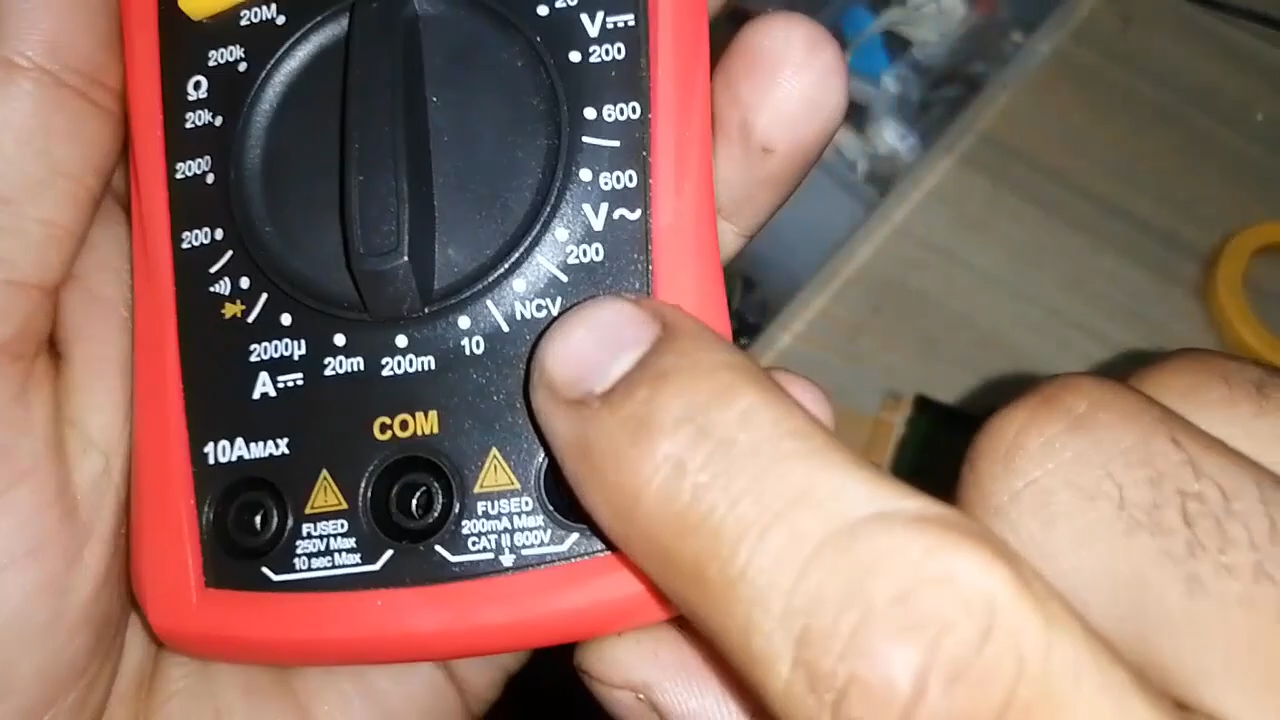 20M
20
V
200k
200
Ω
20k
600
2000
600
V~
200
200
NCV
2000µ
20m
200m
10
A
COM
10AMAX
FUSED
250V Max
10 sec Max
FUSED
200mA Max
CAT II 600V